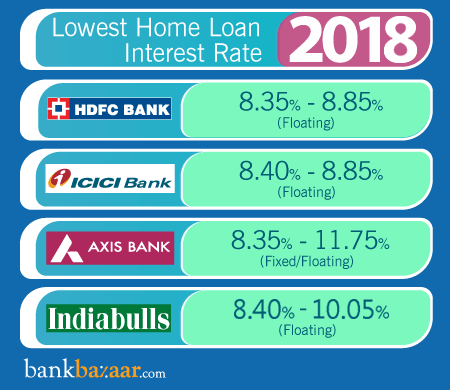 Lowest Home Loan
Interest Rate
2018
HDFC BANK
8.35% - 8.85%
(Floating)
ICICI Bank
8.40% - 8.85%
(Floating)
AXIS BANK
8.35% - 11.75%
(Fixed/Floating)
Indiabulls
8.40% - 10.05%
(Floating)
bankbazaar.com